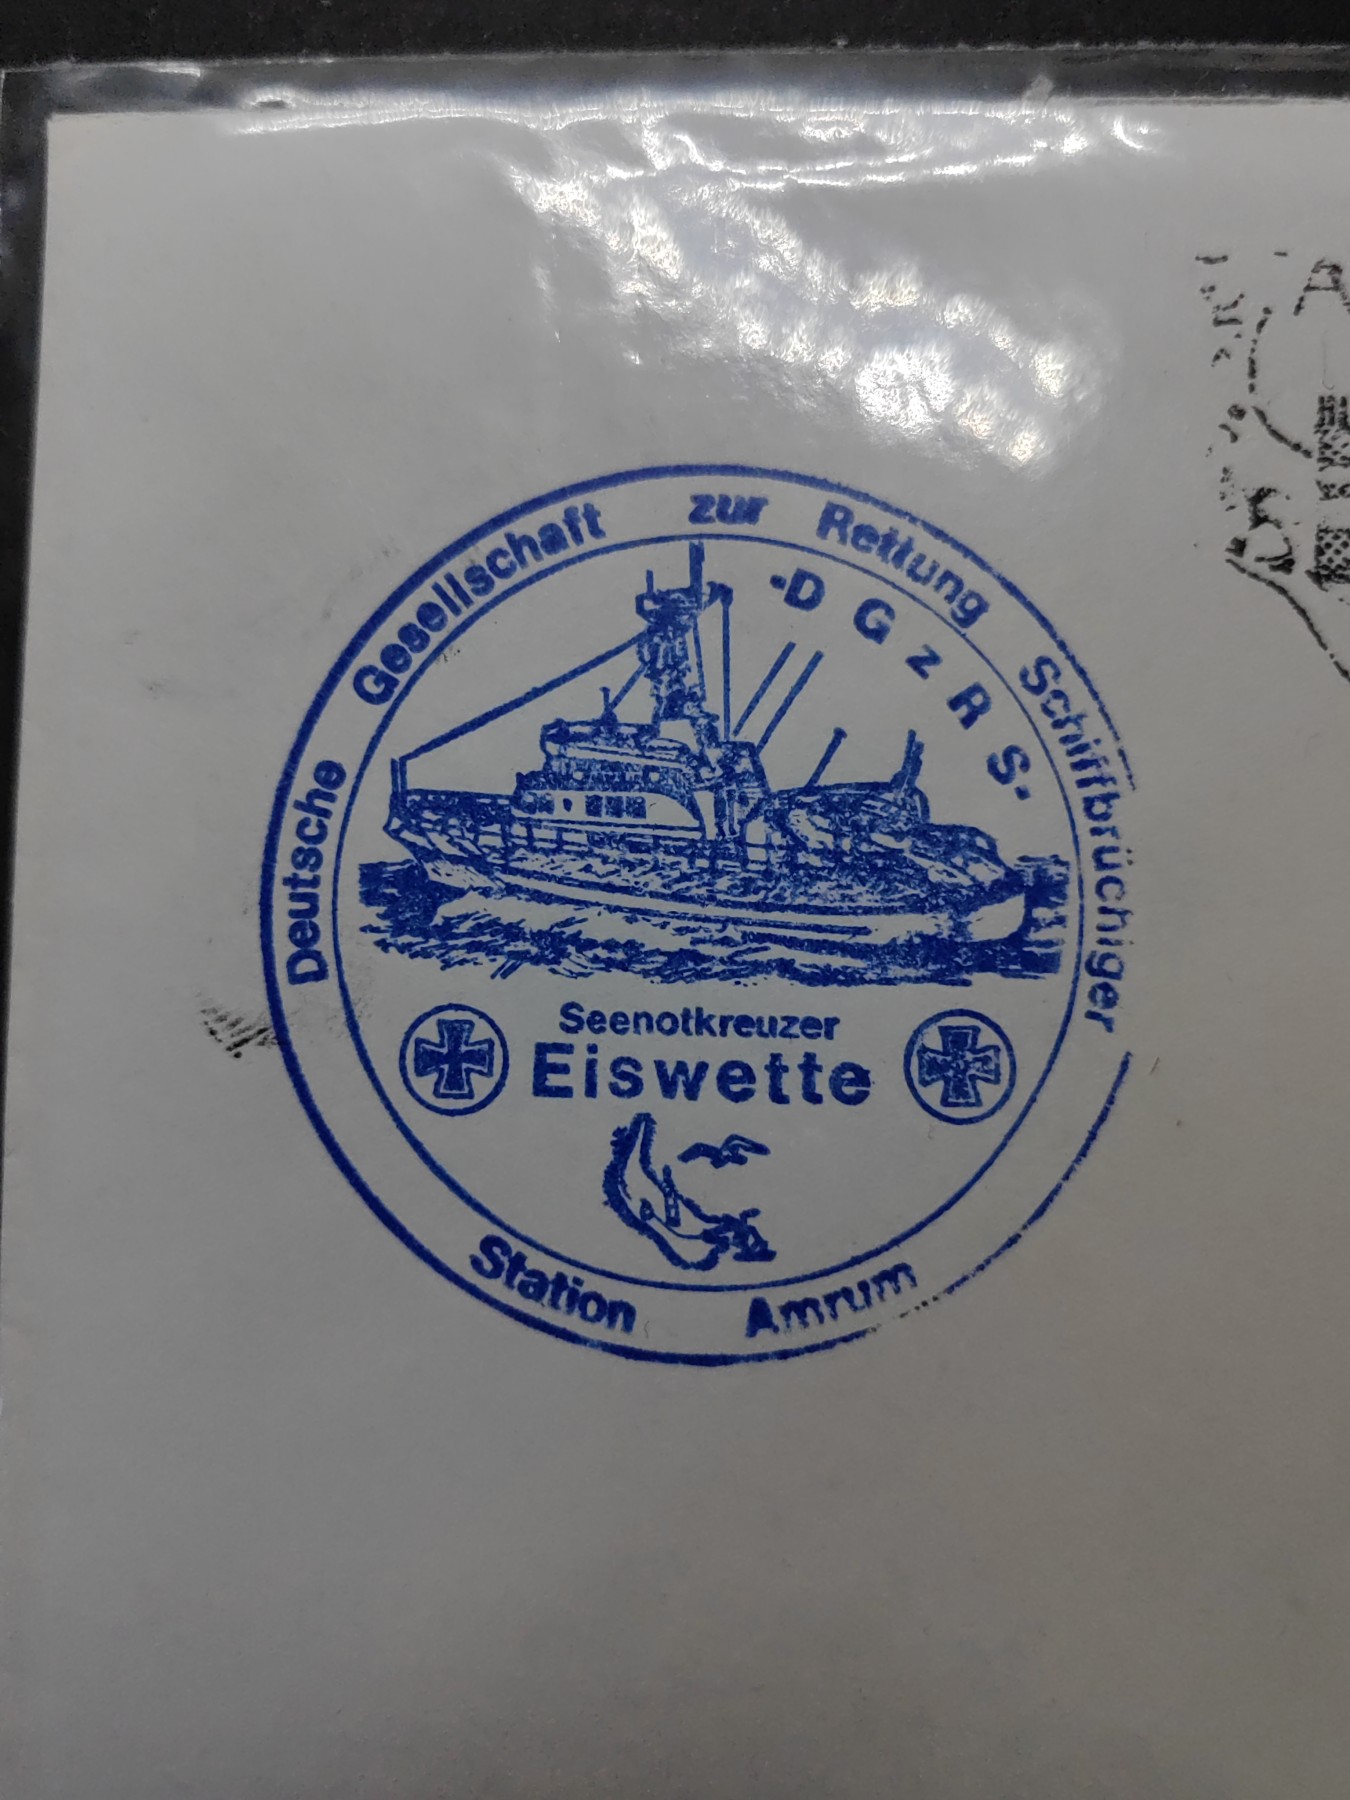 Deutsche Gesellschaft zur Rettung Schiffbrüchiger
-D G z R S-
Seenotkreuzer
Eiswette
Station Amrum